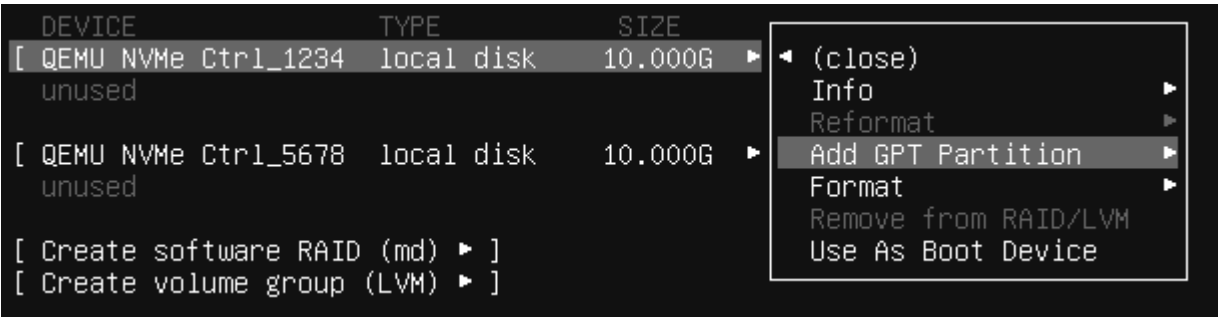 DEVICE TYPE SIZE
[ QEMU NVMe Ctrl_1234 local disk 10.000G ▶
unused
[ QEMU NVMe Ctrl_5678 local disk 10.000G ▶
unused
[ Create software RAID (md) ▶ ]
[ Create volume group (LVM) ▶ ]
◀ (close)
Info ▶
Reformat ▶
Add GPT Partition ▶
Format ▶
Remove from RAID/LVM
Use As Boot Device